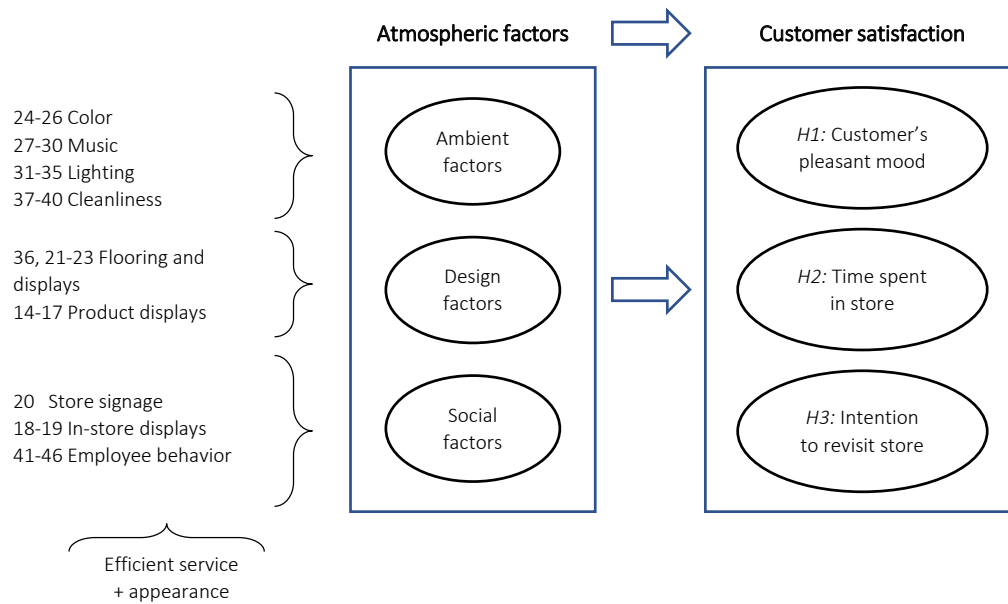 Atmospheric factors
Customer satisfaction
24-26 Color
27-30 Music
31-35 Lighting
37-40 Cleanliness
Ambient
factors
H1: Customer’s
pleasant mood
36, 21-23 Flooring and
displays
14-17 Product displays
Design
factors
H2: Time spent
in store
20 Store signage
18-19 In-store displays
41-46 Employee behavior
Social
factors
H3: Intention
to revisit store
Efficient service
+ appearance